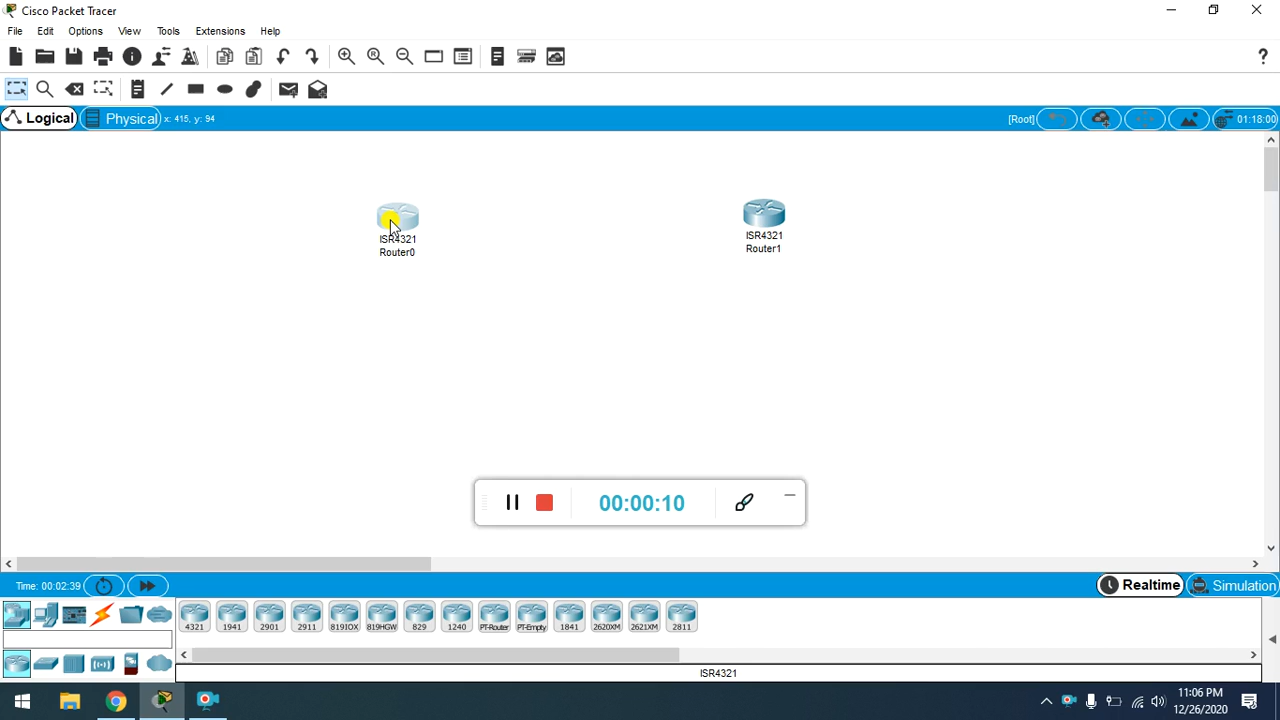 Cisco Packet Tracer
File Edit Options View Tools Extensions Help
?
Logical Physical x: 415, y: 94 [Root] 01:18:00
ISR4321
Router0
ISR4321
Router1
00:00:10
Time: 00:02:39 Realtime Simulation
4321 1941 2901 2911 819IOX 819HGW 829 1240 PT-Router PT-Empty 1841 2620XM 2621XM 2811
ISR4321
11:06 PM
12/26/2020